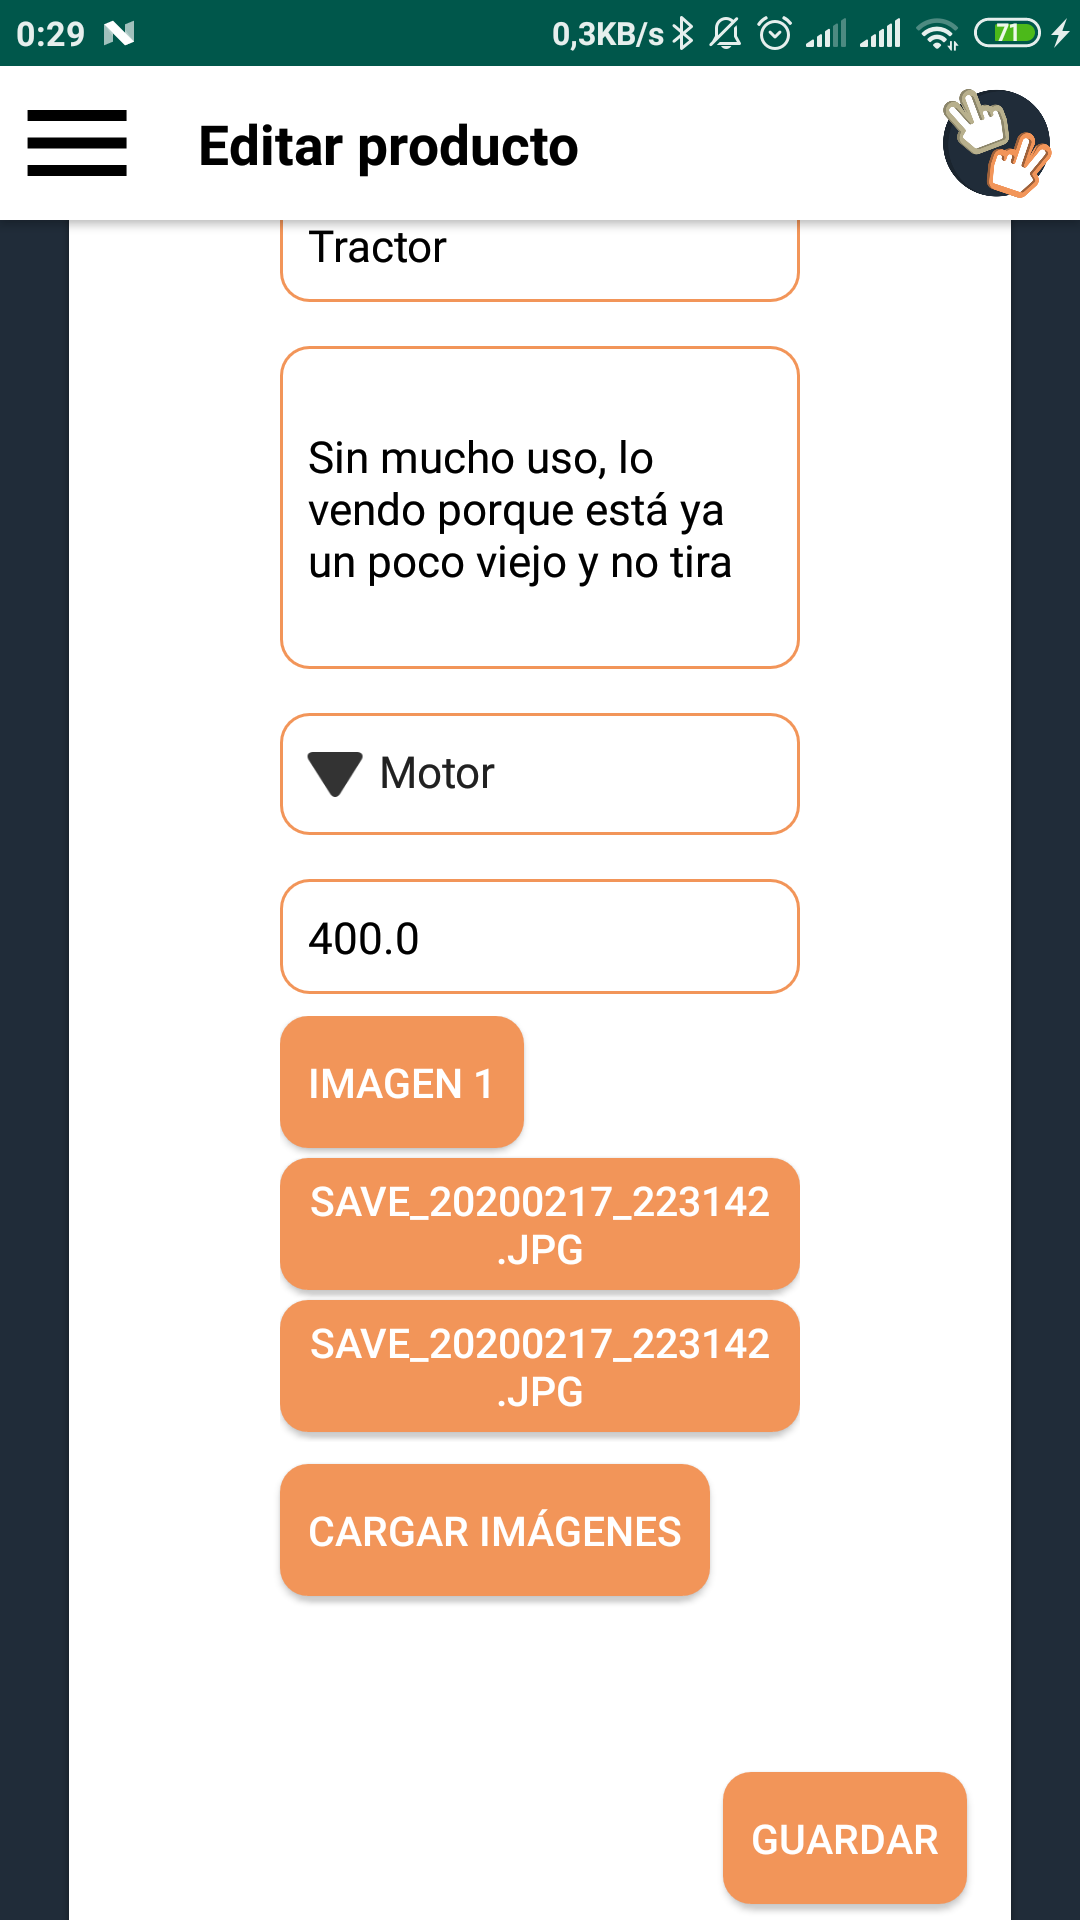 0:29
0,3KB/s
71
Editar producto
Tractor
Sin mucho uso, lo
vendo porque está ya
un poco viejo y no tira
Motor
400.0
IMAGEN 1
SAVE_20200217_223142
.JPG
SAVE_20200217_223142
.JPG
CARGAR IMÁGENES
GUARDAR